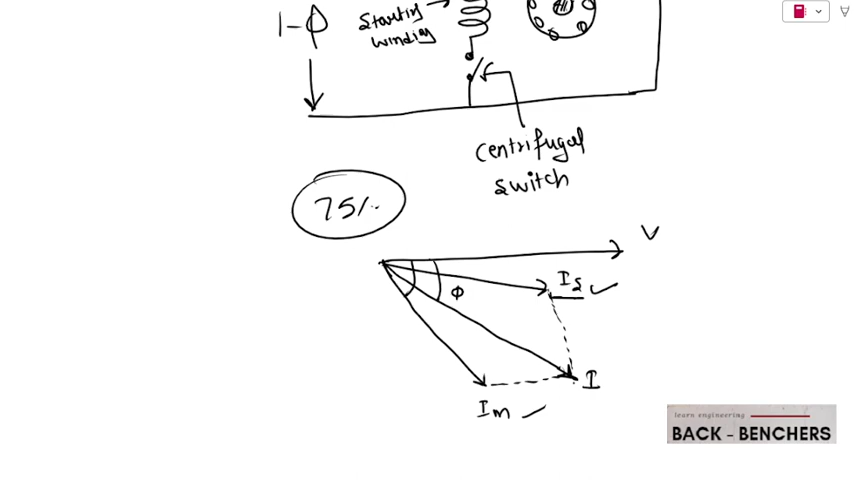 1-ϕ
Starting
winding
Centrifugal
switch
75%
V
Is
ϕ
I
Im
learn engineering
BACK - BENCHERS